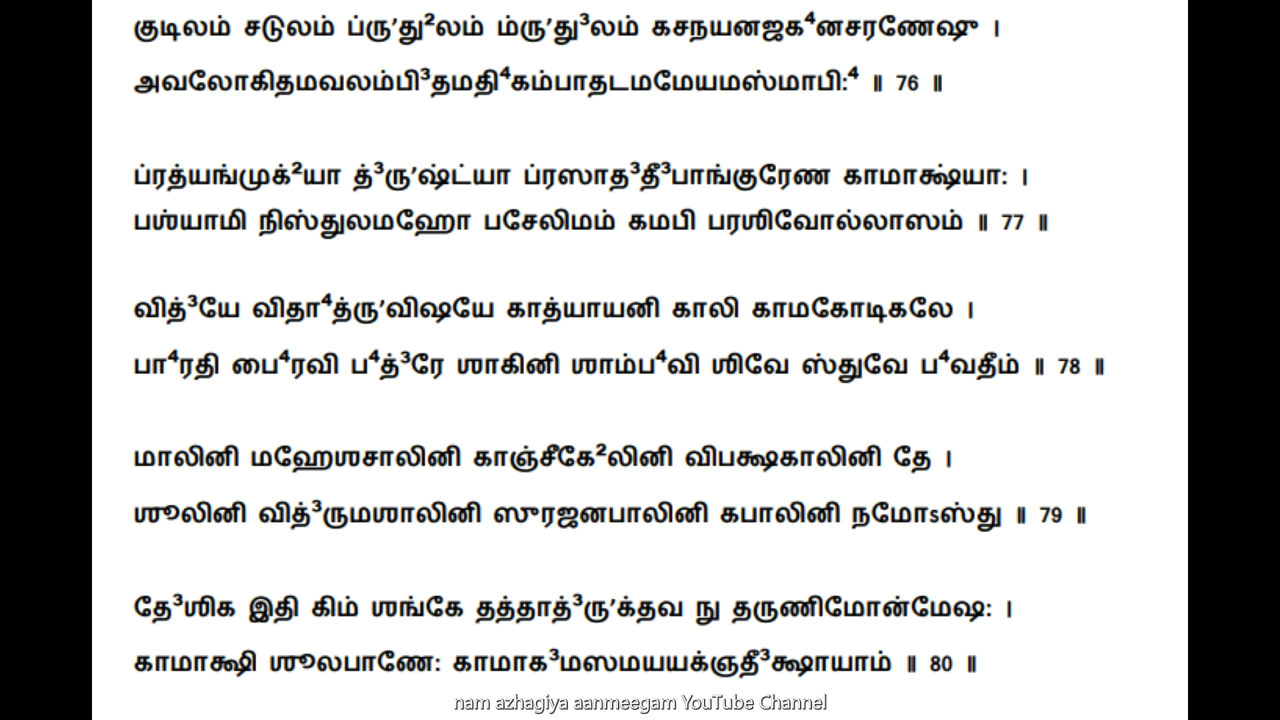 குடிலம் சடுலம் ப்ரு’து²லம் ம்ரு’து³லம் கசநயனஜக⁴னசரணேஷு ।
அவலோகிதமவலம்பி³தமதி⁴கம்பாதடமமேயமஸ்மாபி:⁴ ॥ 76 ॥
ப்ரத்யங்முக்²யா த்³ரு’ஷ்ட்யா ப்ரஸாத³தீ³பாங்குரேண காமாக்ஷ்யா: ।
பஶ்யாமி நிஸ்துலமஹோ பசேலிமம் கமபி பரஶிவோல்லாஸம் ॥ 77 ॥
வித்³யே விதா⁴த்ரு’விஷயே காத்யாயனி காலி காமகோடிகலே ।
பா⁴ரதி பை⁴ரவி ப⁴த்³ரே ஶாகினி ஶாம்ப⁴வி ஶிவே ஸ்துவே ப⁴வதீம் ॥ 78 ॥
மாலினி மஹேஶசாலினி காஞ்சீகே²லினி விபக்ஷகாலினி தே ।
ஶூலினி வித்³ருமஶாலினி ஸுரஜனபாலினி கபாலினி நமோsஸ்து ॥ 79 ॥
தே³ஶிக இதி கிம் ஶங்கே தத்தாத்³ரு’க்தவ நு தருணிமோன்மேஷ: ।
காமாக்ஷி ஶூலபாணே: காமாக³மஸமயயக்ஞதீ³க்ஷாயாம் ॥ 80 ॥
nam azhagiya aanmeegam YouTube Channel